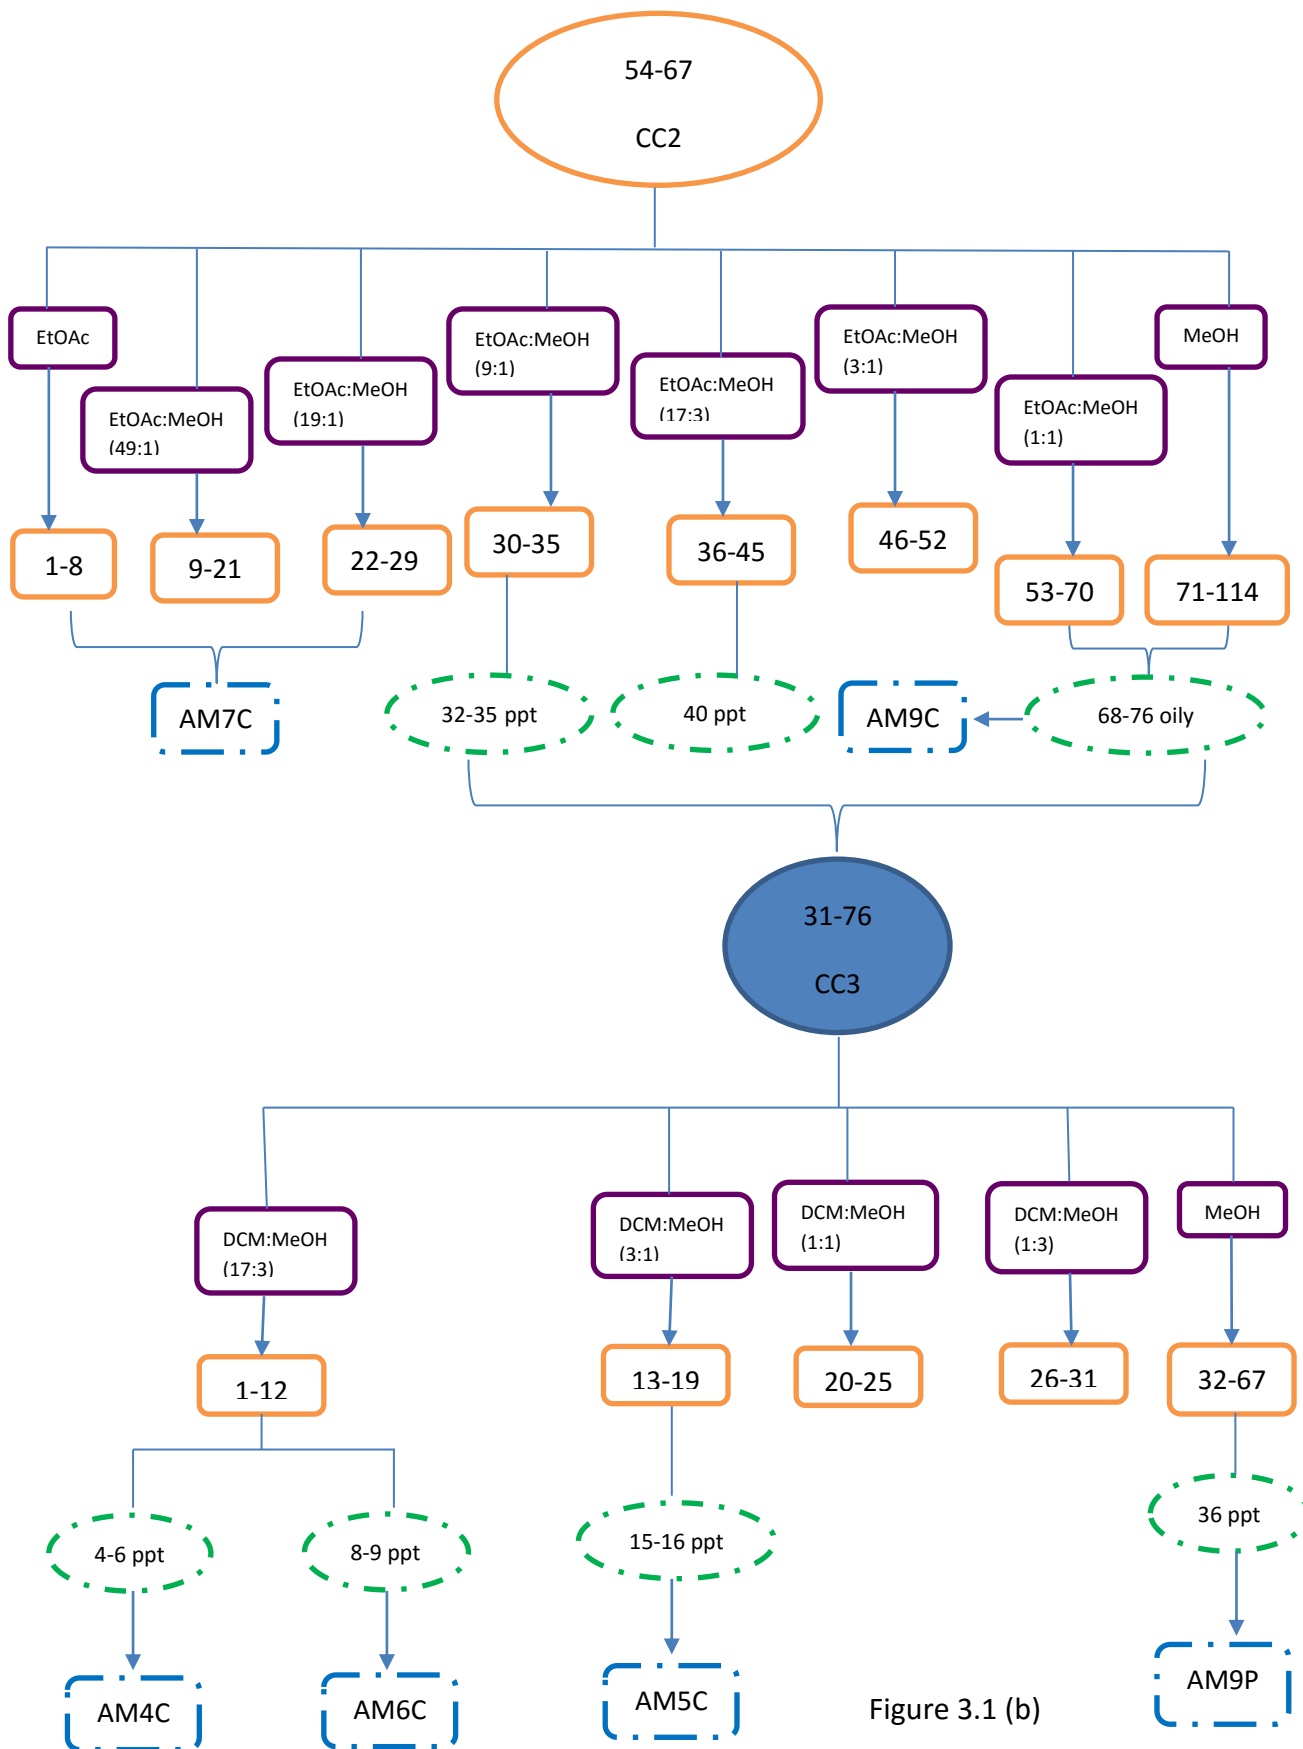 54-67
CC2
EtOAc
EtOAc:MeOH
(49:1)
EtOAc:MeOH
(19:1)
EtOAc:MeOH
(9:1)
EtOAc:MeOH
(17:3)
EtOAc:MeOH
(3:1)
EtOAc:MeOH
(1:1)
MeOH
1-8
9-21
22-29
30-35
36-45
46-52
53-70
71-114
AM7C
32-35 ppt
40 ppt
AM9C
68-76 oily
31-76
CC3
DCM:MeOH
(17:3)
DCM:MeOH
(3:1)
DCM:MeOH
(1:1)
DCM:MeOH
(1:3)
MeOH
1-12
13-19
20-25
26-31
32-67
4-6 ppt
8-9 ppt
15-16 ppt
36 ppt
AM4C
AM6C
AM5C
AM9P
Figure 3.1 (b)